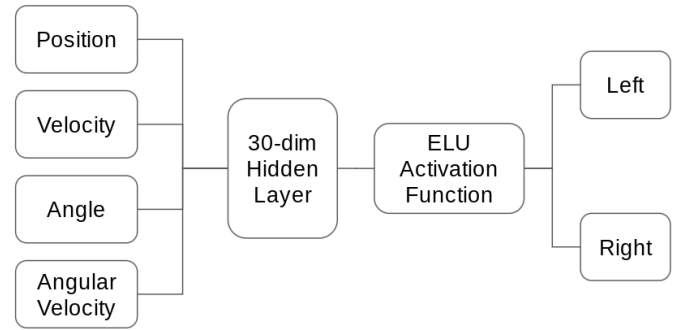 Position
Velocity
Angle
Angular
Velocity
30-dim
Hidden
Layer
ELU
Activation
Function
Left
Right